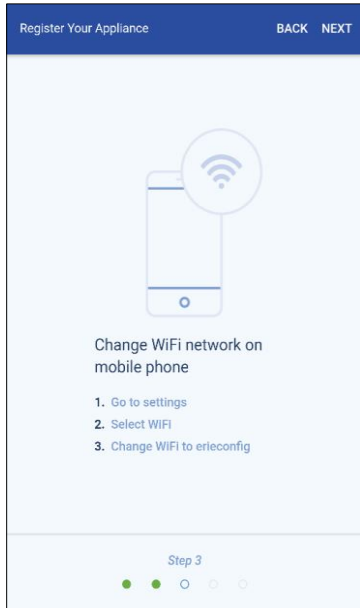 Register Your Appliance BACK NEXT
Change WiFi network on
mobile phone
1. Go to settings
2. Select WiFi
3. Change WiFi to erieconfig
Step 3